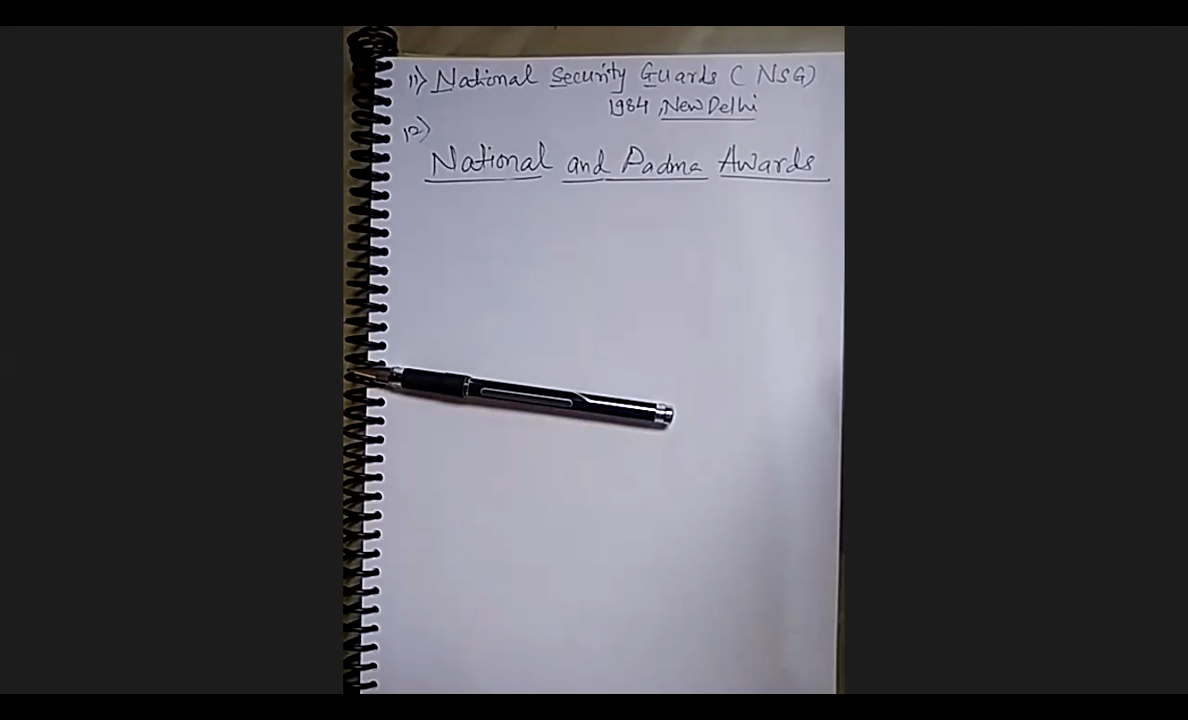 11) National Security Guards ( NSG)
1984, New Delhi
12)
National and Padma Awards